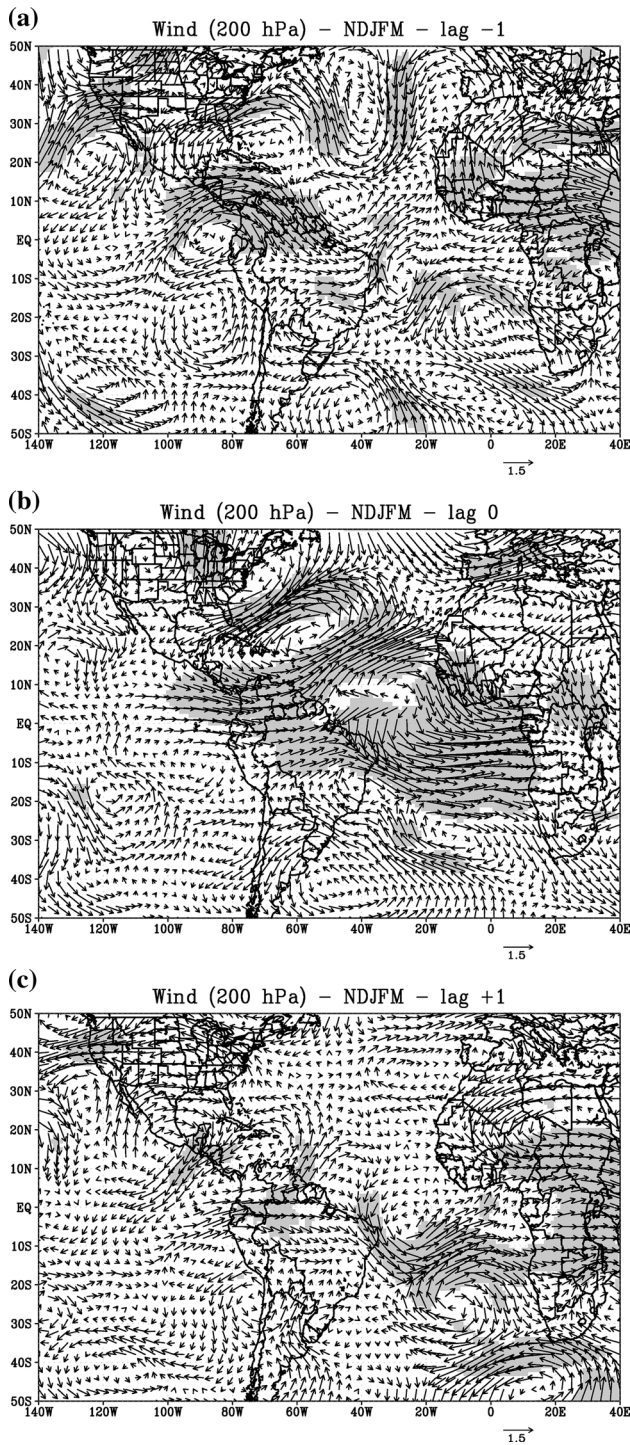 (a)
Wind (200 hPa) – NDJFM – lag -1
50N
40N
30N
20N
10N
EQ
10S
20S
30S
40S
50S
140W 120W 100W 80W 60W 40W 20W 0 20E 40E
1.5
(b)
Wind (200 hPa) – NDJFM – lag 0
50N
40N
30N
20N
10N
EQ
10S
20S
30S
40S
50S
140W 120W 100W 80W 60W 40W 20W 0 20E 40E
1.5
(c)
Wind (200 hPa) – NDJFM – lag +1
50N
40N
30N
20N
10N
EQ
10S
20S
30S
40S
50S
140W 120W 100W 80W 60W 40W 20W 0 20E 40E
1.5